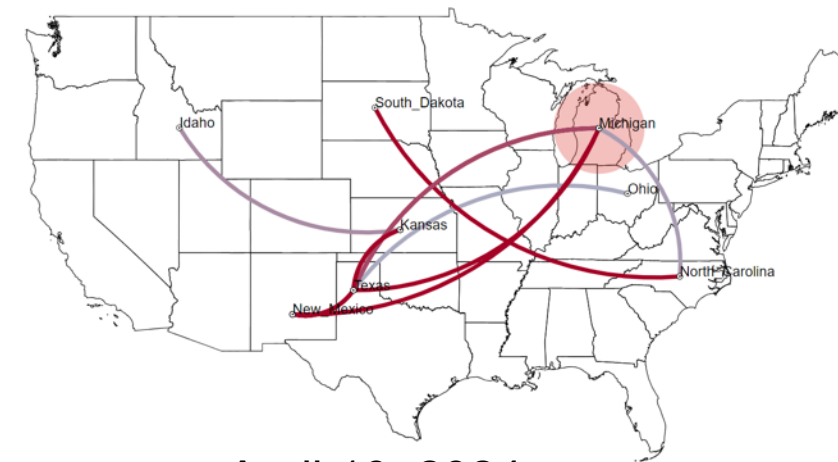 South_Dakota
Idaho
Michigan
Ohio
Kansas
North_Carolina
Texas
New_Mexico